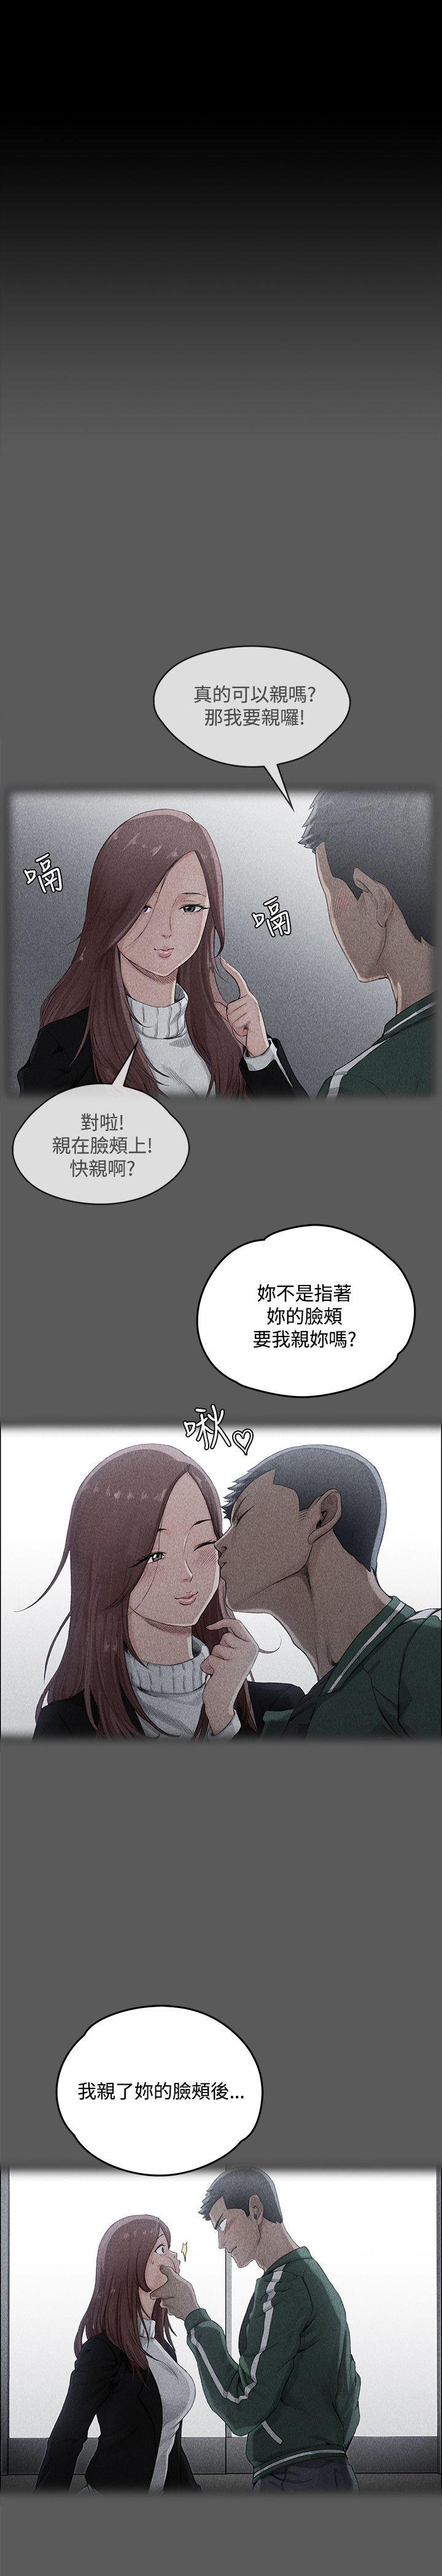 真的可以親嗎?
那我要親囉!
嗝
嗝
對啦!
親在臉頰上!
快親啊?
妳不是指著
妳的臉頰
要我親妳嗎?
啾♡
我親了妳的臉頰後...